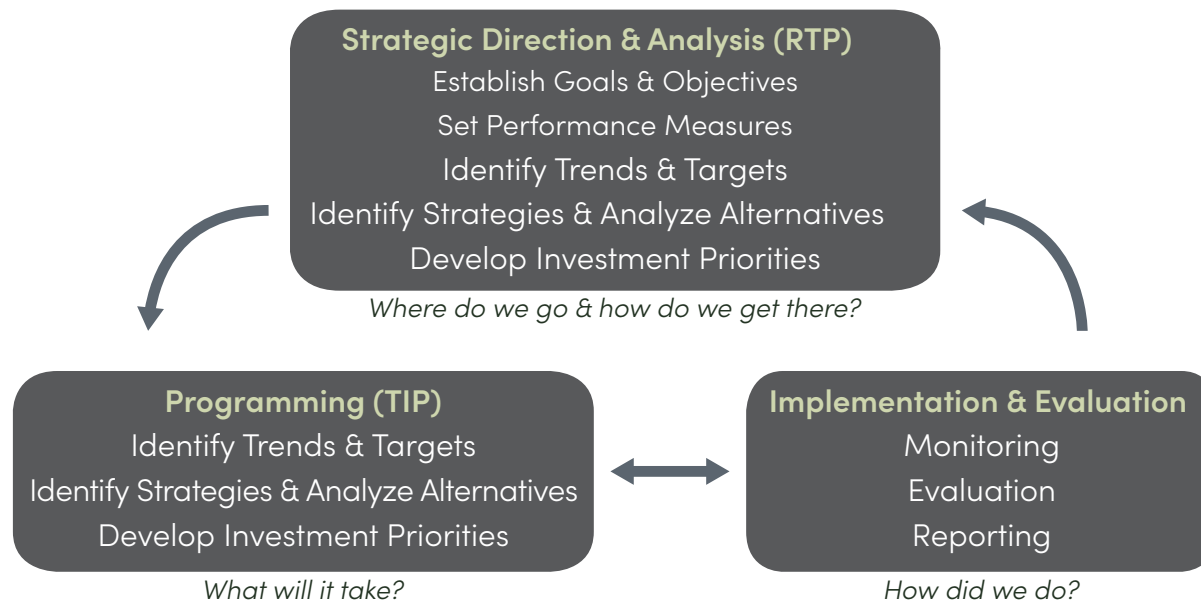 Strategic Direction & Analysis (RTP)
Establish Goals & Objectives
Set Performance Measures
Identify Trends & Targets
Identify Strategies & Analyze Alternatives
Develop Investment Priorities
Where do we go & how do we get there?
Programming (TIP)
Identify Trends & Targets
Identify Strategies & Analyze Alternatives
Develop Investment Priorities
What will it take?
Implementation & Evaluation
Monitoring
Evaluation
Reporting
How did we do?